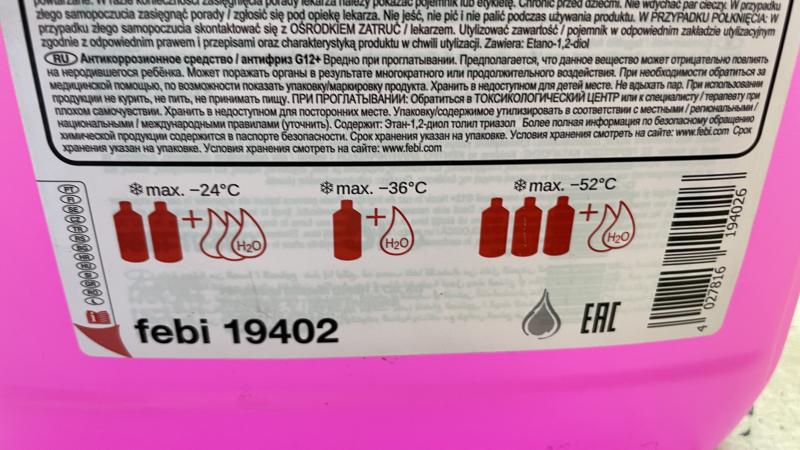 powtarzane. W razie konieczności zasięgnięcia porady lekarza należy pokazać pojemnik lub etykietę. Chronić przed dziećmi. Nie wdychać par cieczy. W przypadku
złego samopoczucia zasięgnąć porady / zgłosić się pod opiekę lekarza. Nie jeść, nie pić i nie palić podczas używania produktu. W PRZYPADKU POŁKNIĘCIA: W
przypadku złego samopoczucia skontaktować się z OŚRODKIEM ZATRUĆ / lekarzem. Utylizować zawartość / pojemnik w odpowiednim zakładzie utylizacyjnym
zgodnie z odpowiednim prawem i przepisami oraz charakterystyką produktu w chwili utylizacji. Zawiera: Etano-1,2-diol
RU Антикоррозионное средство / антифриз G12+ Вредно при проглатывании. Предполагается, что данное вещество может отрицательно повлиять
на неродившегося ребёнка. Может поражать органы в результате многократного или продолжительного воздействия. При необходимости обратиться за
медицинской помощью, по возможности показать упаковку/маркировку продукта. Хранить в недоступном для детей месте. Не вдыхать пар. При использовании
продукции не курить, не пить, не принимать пищу. ПРИ ПРОГЛАТЫВАНИИ: Обратиться в ТОКСИКОЛОГИЧЕСКИЙ ЦЕНТР или к специалисту / терапевту при
плохом самочувствии. Хранить в недоступном для посторонних месте. Упаковку/содержимое утилизировать в соответствии с местными / региональными /
национальными / международными правилами (уточнить). Содержит: Этан-1,2-диол толил триазол Более полная информация по безопасному обращению
химической продукции содержится в паспорте безопасности. Срок хранения указан на упаковке. Условия хранения смотреть на сайте: www.febi.com Срок
хранения указан на упаковке. Условия хранения смотреть на сайте: www.febi.com
max. –24°C
+ H2O
max. –36°C
+ H2O
max. –52°C
+ H2O
PT
FI
SE
CZ
TR
febi 19402
EAC
4 027816 194026